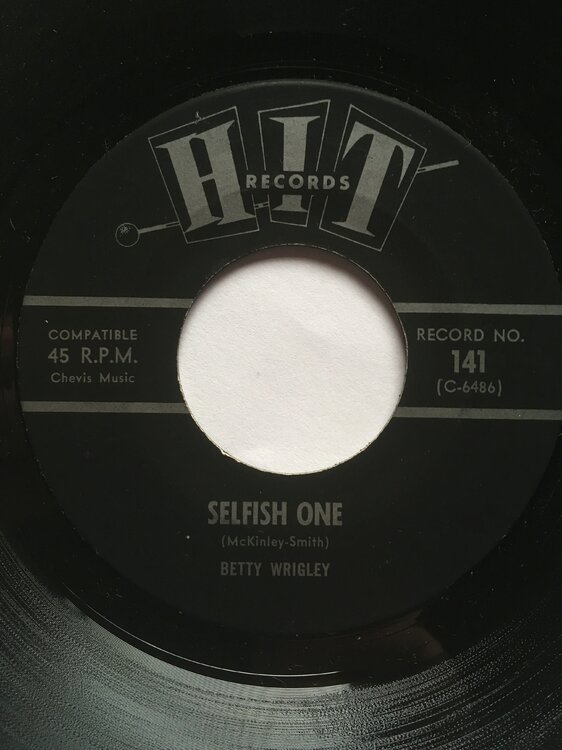 HIT
RECORDS
COMPATIBLE
45 R.P.M.
Chevis Music
RECORD NO.
141
(C-6486)
SELFISH ONE
(McKinley-Smith)
BETTY WRIGLEY